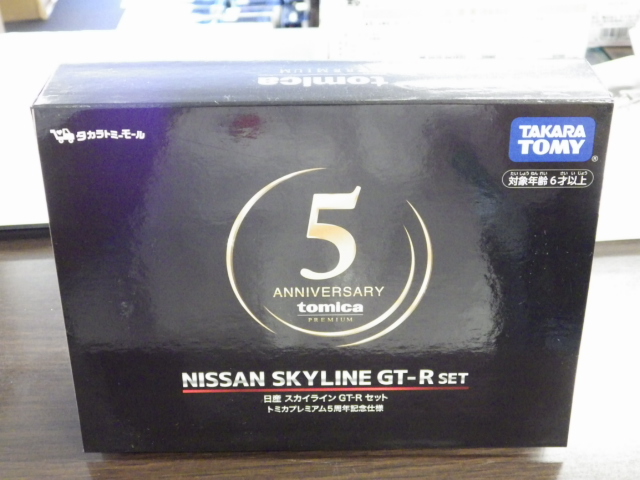 tomica
PREMIUM
タカラトミーモール
TAKARA
TOMY
®
たいしょうねんれい さいいじょう
対象年齢6才以上
5
ANNIVERSARY
tomica
PREMIUM
NISSAN SKYLINE GT-R SET
日産 スカイライン GT-R セット
トミカプレミアム5周年記念仕様